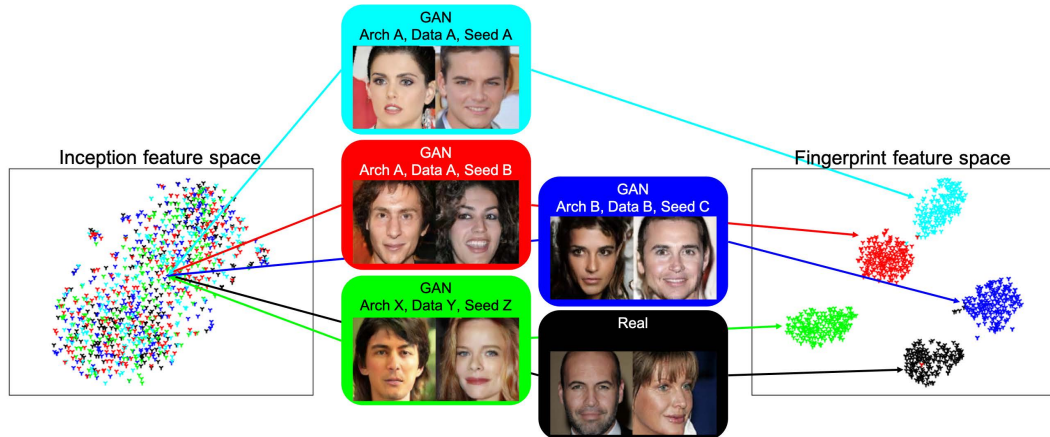 GAN
Arch A, Data A, Seed A
Inception feature space
GAN
Arch A, Data A, Seed B
GAN
Arch B, Data B, Seed C
Fingerprint feature space
GAN
Arch X, Data Y, Seed Z
Real